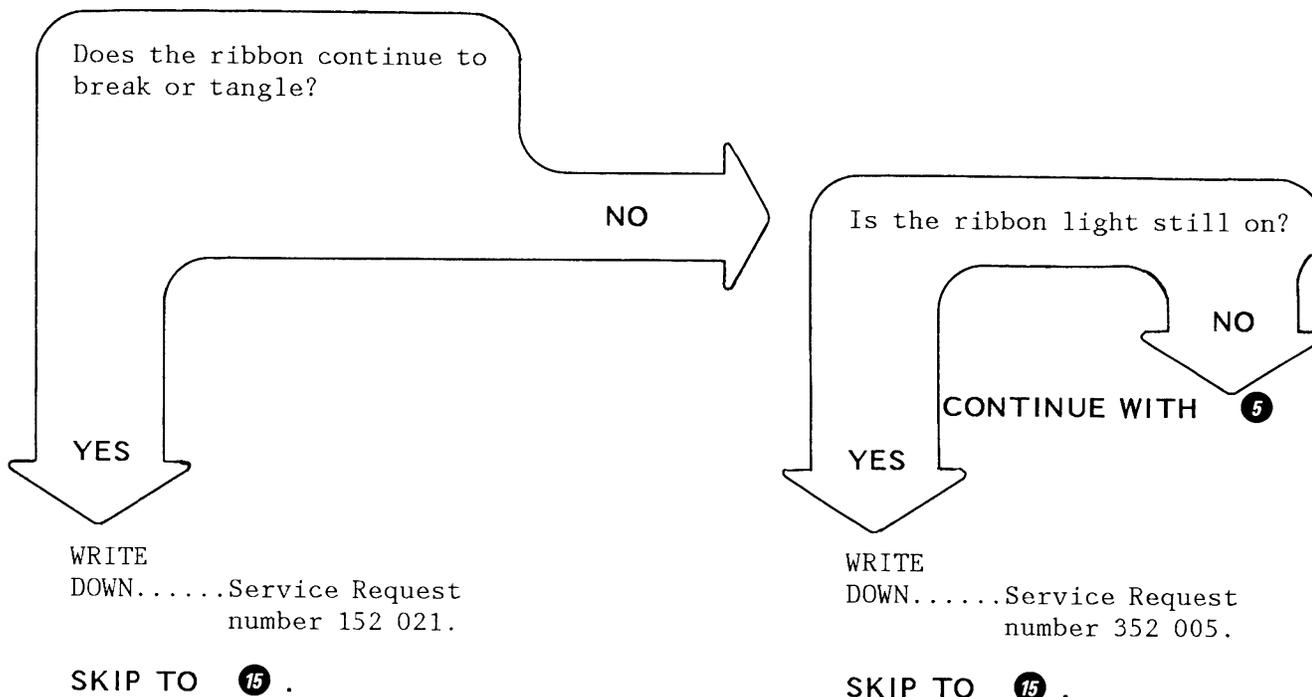 Does the ribbon continue to
break or tangle?
NO
YES
WRITE
DOWN......Service Request
number 152 021.
SKIP TO 15 .
Is the ribbon light still on?
NO
CONTINUE WITH 5
YES
WRITE
DOWN......Service Request
number 352 005.
SKIP TO 15 .